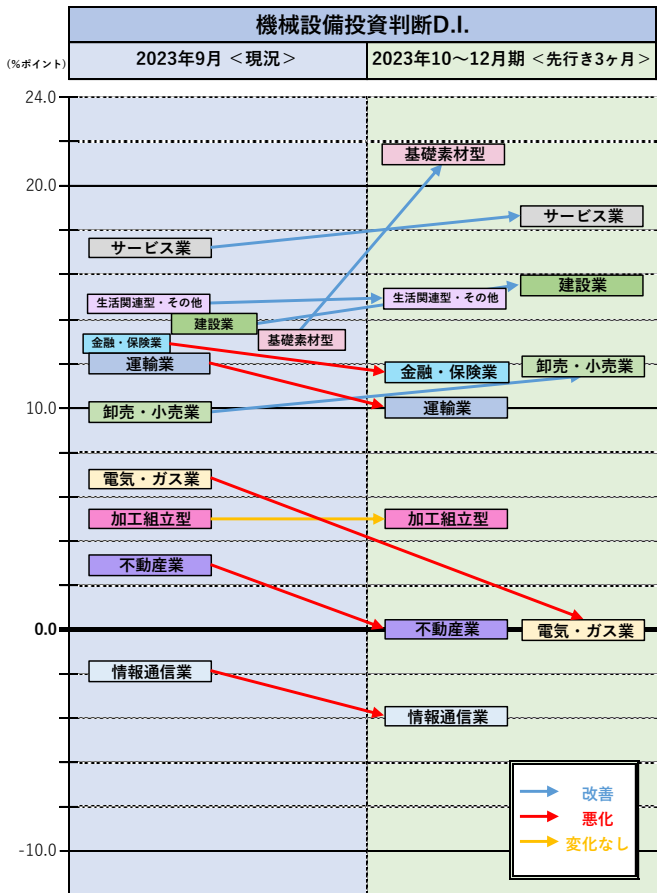 機械設備投資判断D.I.
2023年9月 ＜現況＞
2023年10～12月期 ＜先行き3ヶ月＞
(%ポイント)
24.0
基礎素材型
20.0
サービス業
サービス業
建設業
生活関連型・その他
生活関連型・その他
建設業
基礎素材型
金融・保険業
運輸業
金融・保険業
卸売・小売業
10.0
卸売・小売業
運輸業
電気・ガス業
加工組立型
加工組立型
不動産業
0.0
不動産業
電気・ガス業
情報通信業
情報通信業
改善
悪化
変化なし
-10.0